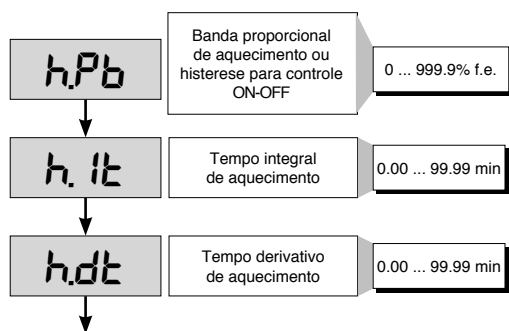 h.Pb
Banda proporcional
de aquecimento ou
histerese para controle
ON-OFF
0 ... 999.9% f.e.
h. It
Tempo integral
de aquecimento
0.00 ... 99.99 min
h.dt
Tempo derivativo
de aquecimento
0.00 ... 99.99 min